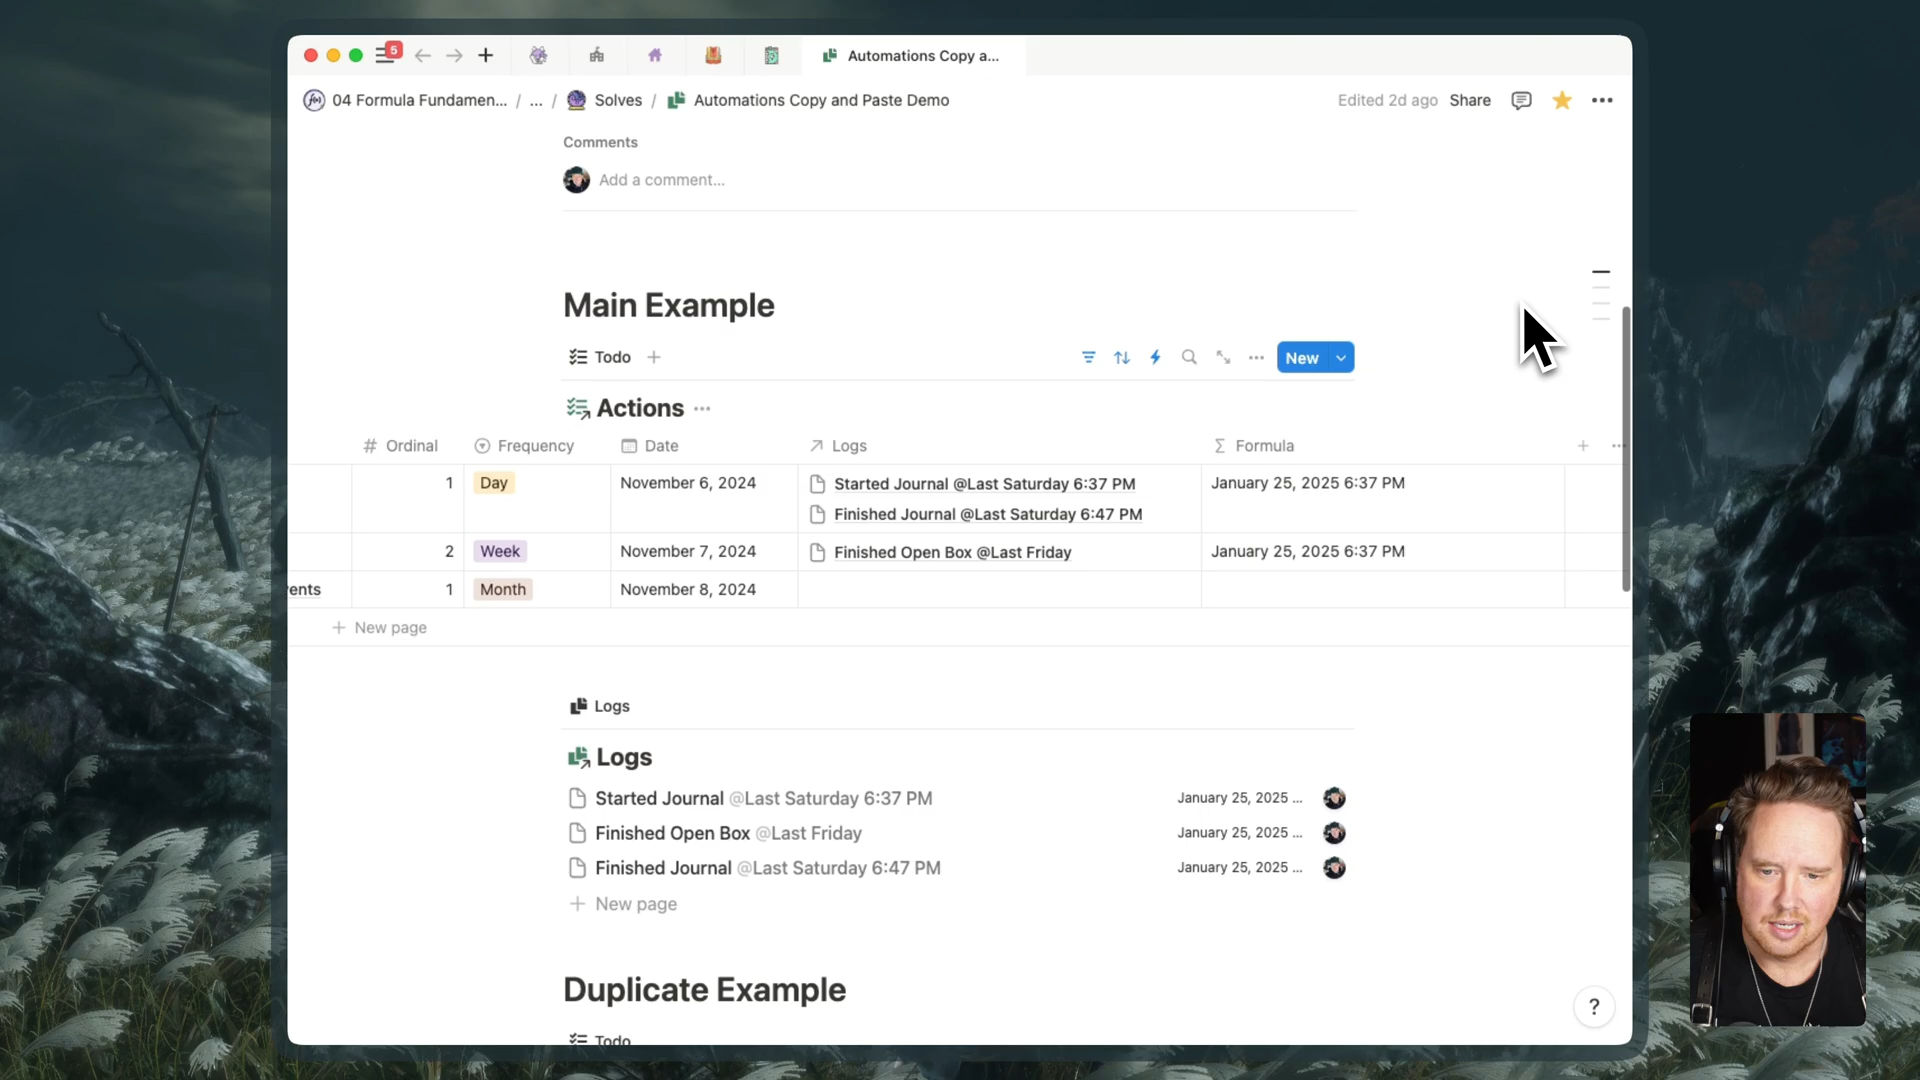 5
Automations Copy a...
04 Formula Fundamen... / ... / Solves / Automations Copy and Paste Demo
Edited 2d ago Share
Comments
Add a comment...
Main Example
Todo
New
Actions
Ordinal Frequency Date Logs Formula
1 Day November 6, 2024 Started Journal @Last Saturday 6:37 PM January 25, 2025 6:37 PM
Finished Journal @Last Saturday 6:47 PM
2 Week November 7, 2024 Finished Open Box @Last Friday January 25, 2025 6:37 PM
ents 1 Month November 8, 2024
New page
Logs
Logs
Started Journal @Last Saturday 6:37 PM January 25, 2025 ...
Finished Open Box @Last Friday January 25, 2025 ...
Finished Journal @Last Saturday 6:47 PM January 25, 2025 ...
New page
Duplicate Example
Todo
?